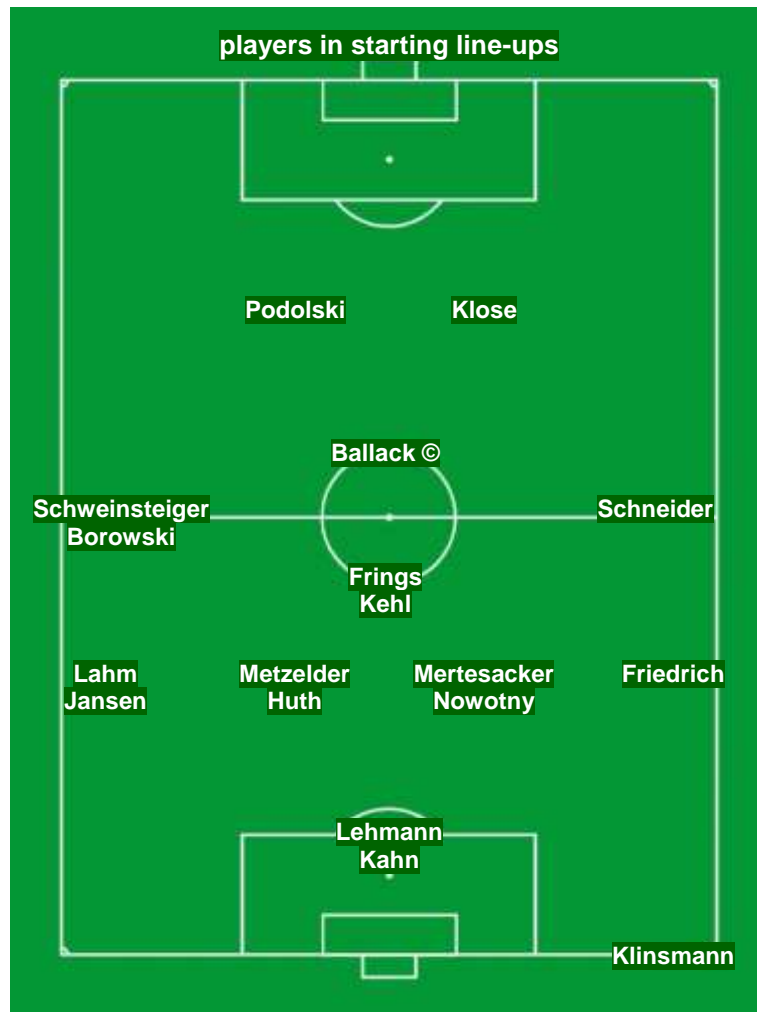 players in starting line-ups
Podolski
Klose
Ballack ©
Schweinsteiger
Borowski
Schneider
Frings
Kehl
Lahm
Jansen
Metzelder
Huth
Mertesacker
Nowotny
Friedrich
Lehmann
Kahn
Klinsmann